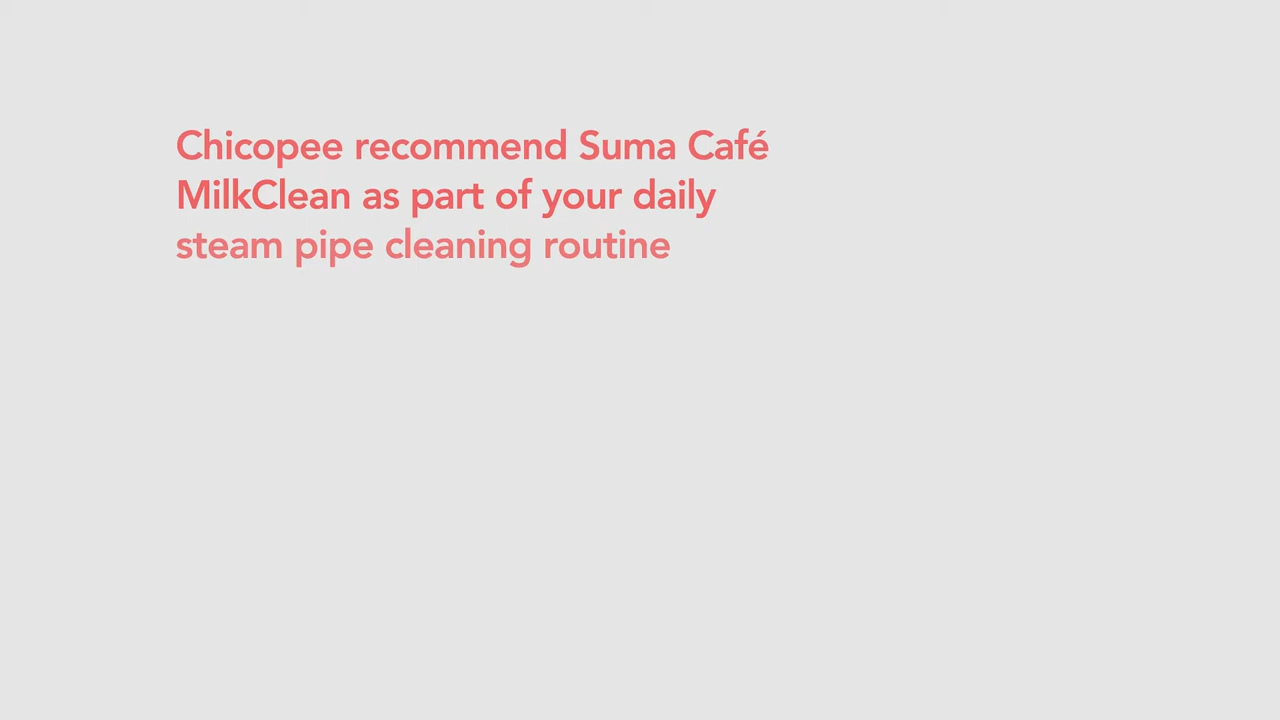 Chicopee recommend Suma Café
MilkClean as part of your daily
steam pipe cleaning routine